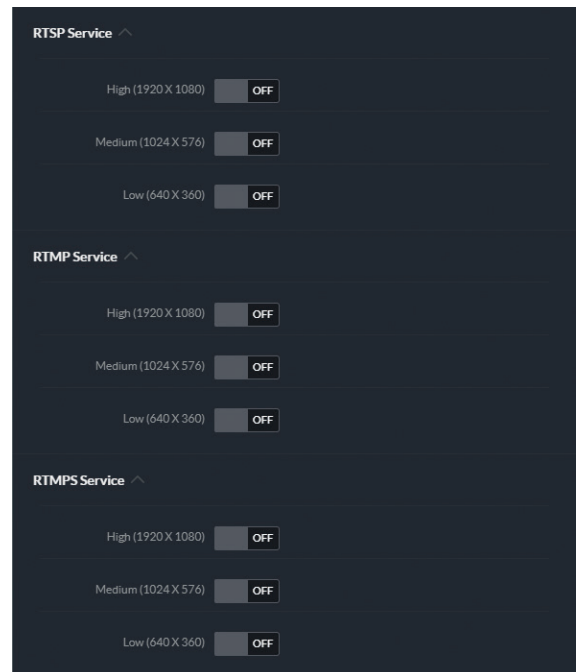 RTSP Service
High (1920 X 1080) OFF
Medium (1024 X 576) OFF
Low (640 X 360) OFF
RTMP Service
High (1920 X 1080) OFF
Medium (1024 X 576) OFF
Low (640 X 360) OFF
RTMPS Service
High (1920 X 1080) OFF
Medium (1024 X 576) OFF
Low (640 X 360) OFF